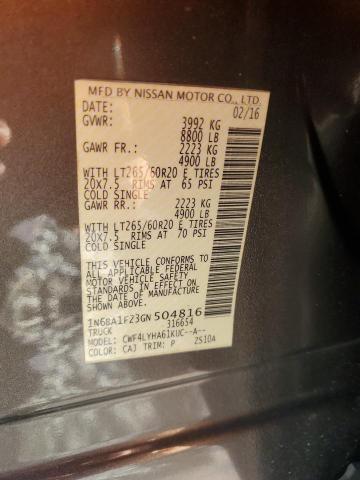 MFD BY NISSAN MOTOR CO., LTD.
DATE: 02/16
GVWR: 3992 KG
8800 LB
GAWR FR.: 2223 KG
4900 LB
WITH LT265/60R20 E TIRES
20X7.5 RIMS AT 65 PSI
COLD SINGLE
GAWR RR.: 2223 KG
4900 LB
WITH LT265/60R20 E TIRES
20X7.5 RIMS AT 70 PSI
COLD SINGLE
THIS VEHICLE CONFORMS TO ALL
APPLICABLE FEDERAL MOTOR VEHICLE
SAFETY STANDARDS IN EFFECT ON THE
DATE OF MANUFACTURE SHOWN ABOVE.
1N6BA1F23GN504816
TRUCK 316654
MODEL: CWF4LYHA61KUC--A--
COLOR: CAJ TRIM: P ZS10A